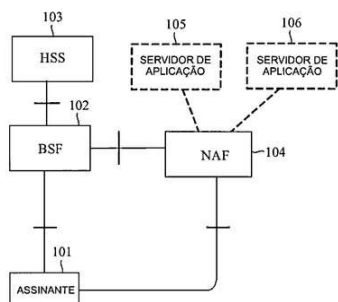 103
HSS
102
BSF
105
SERVIDOR DE
APLICAÇÃO
106
SERVIDOR DE
APLICAÇÃO
NAF
104
101
ASSINANTE